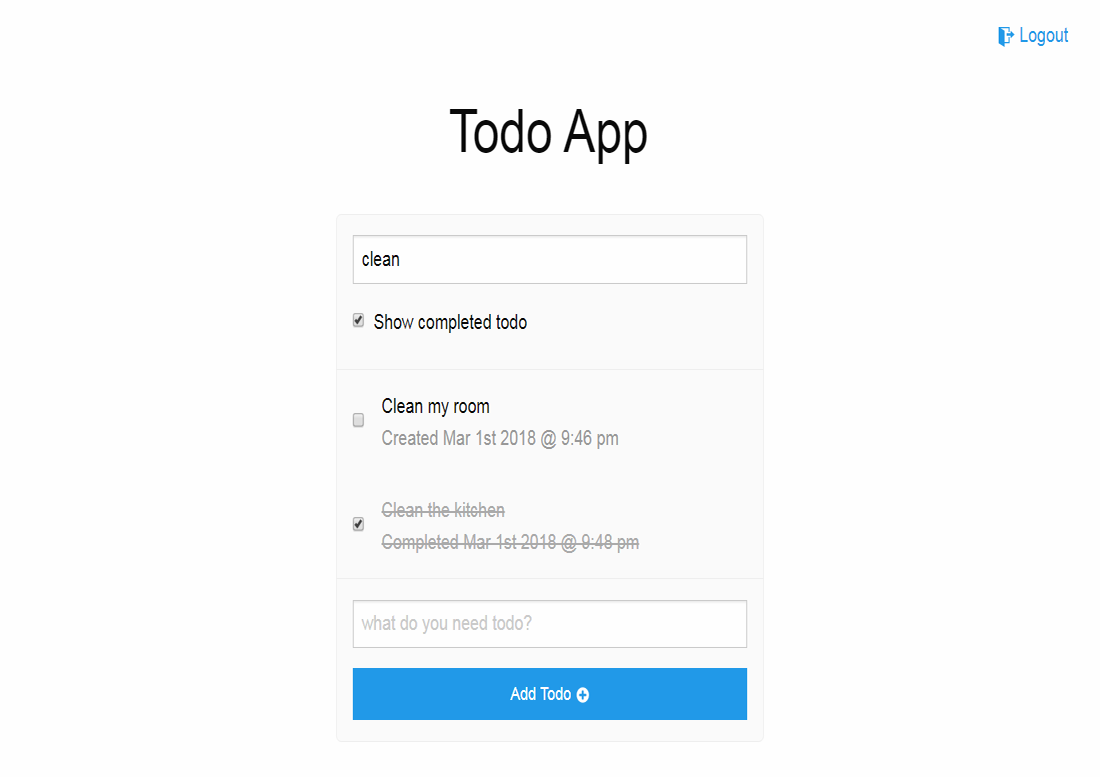 Logout
Todo App
clean
Show completed todo
Clean my room
Created Mar 1st 2018 @ 9:46 pm
Clean the kitchen
Completed Mar 1st 2018 @ 9:48 pm
what do you need todo?
Add Todo